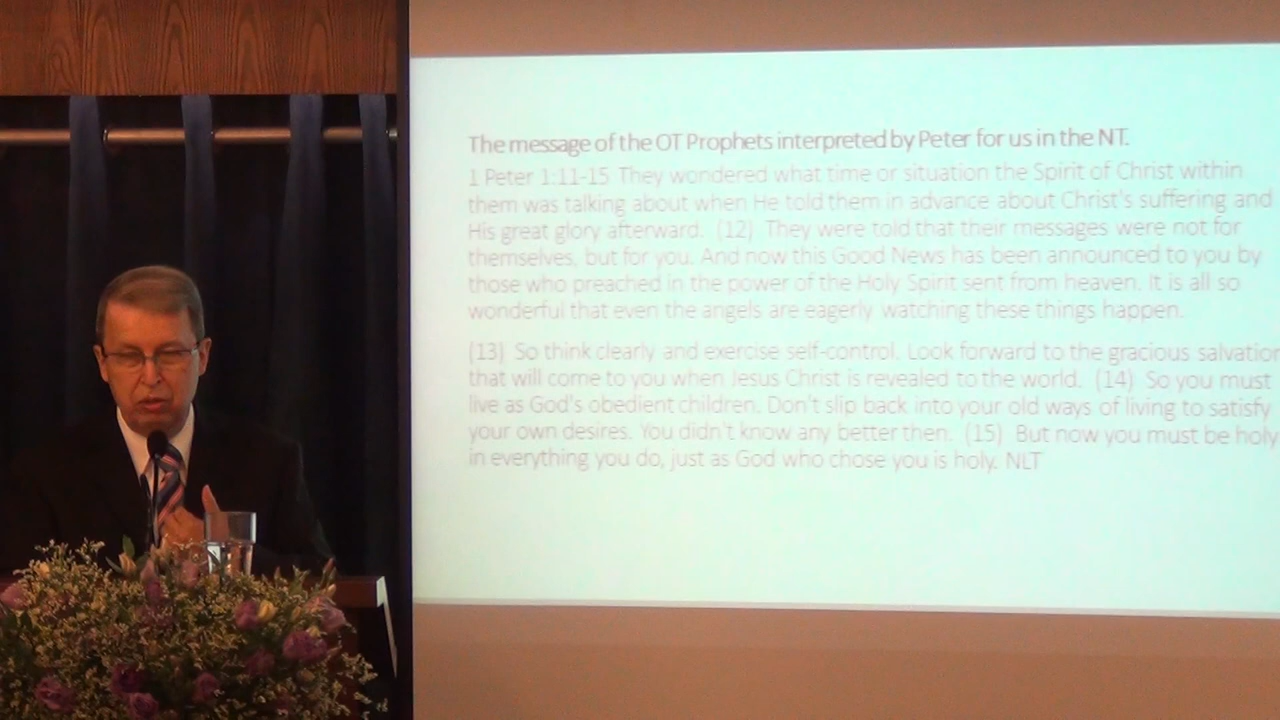 The message of the OT Prophets interpreted by Peter for us in the NT.
1 Peter 1:11-15 They wondered what time or situation the Spirit of Christ within
them was talking about when He told them in advance about Christ's suffering and
His great glory afterward. (12) They were told that their messages were not for
themselves, but for you. And now this Good News has been announced to you by
those who preached in the power of the Holy Spirit sent from heaven. It is all so
wonderful that even the angels are eagerly watching these things happen.
(13) So think clearly and exercise self-control. Look forward to the gracious salvation
that will come to you when Jesus Christ is revealed to the world. (14) So you must
live as God's obedient children. Don't slip back into your old ways of living to satisfy
your own desires. You didn't know any better then. (15) But now you must be holy
in everything you do, just as God who chose you is holy. NLT